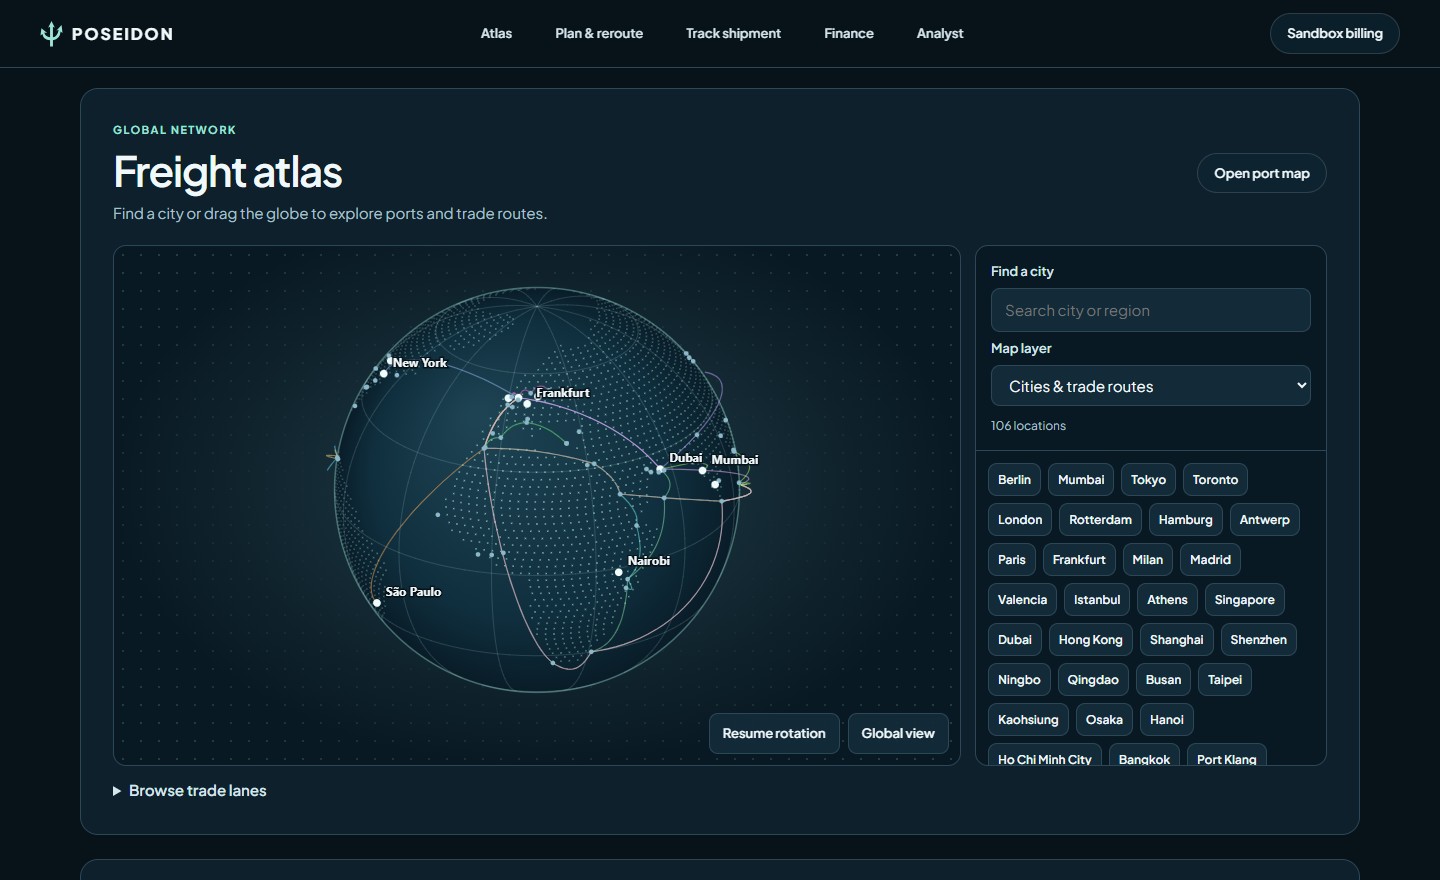 POSEIDON
Atlas
Plan & reroute
Track shipment
Finance
Analyst
Sandbox billing
GLOBAL NETWORK
Freight atlas
Find a city or drag the globe to explore ports and trade routes.
Open port map
New York
Frankfurt
Dubai
Mumbai
Nairobi
São Paulo
Resume rotation
Global view
Find a city
Search city or region
Map layer
Cities & trade routes
106 locations
Berlin
Mumbai
Tokyo
Toronto
London
Rotterdam
Hamburg
Antwerp
Paris
Frankfurt
Milan
Madrid
Valencia
Istanbul
Athens
Singapore
Dubai
Hong Kong
Shanghai
Shenzhen
Ningbo
Qingdao
Busan
Taipei
Kaohsiung
Osaka
Hanoi
Ho Chi Minh City
Bangkok
Port Klang
Browse trade lanes